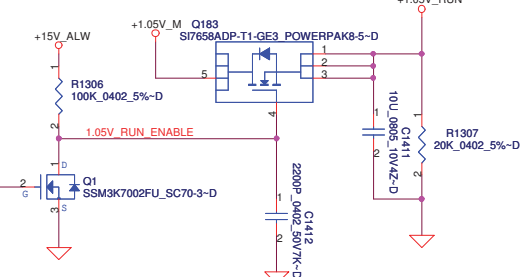 +1.05V_RUN
+1.05V_M
Q183
+15V_ALW
SI7658ADP-T1-GE3_POWERPAK8-5~D
1
2
3
5
4
1
R1306
100K_0402_5%~D
2
1.05V_RUN_ENABLE
1
D
2
G
Q1
SSM3K7002FU_SC70-3~D
3
S
1
C1412
2200P_0402_50V7K~D
2
1
C1411
10U_0805_10V4Z~D
2
1
R1307
20K_0402_5%~D
2